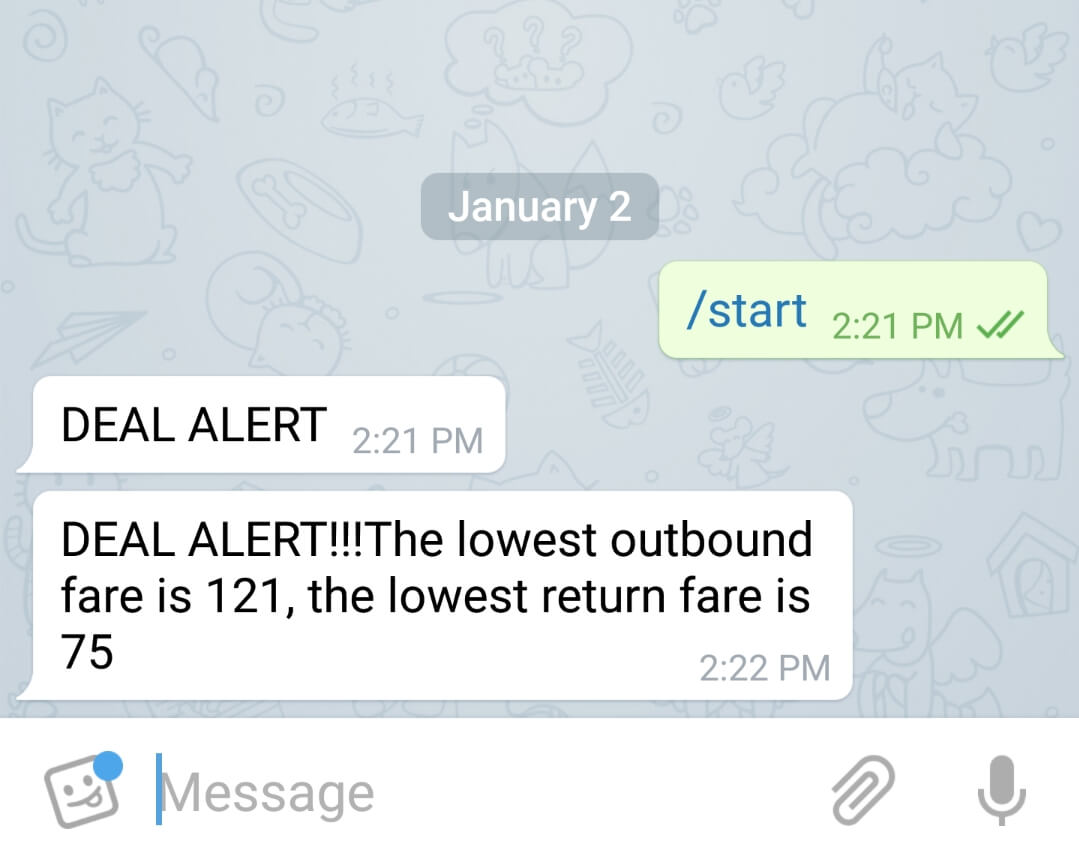 January 2
/start 2:21 PM
DEAL ALERT 2:21 PM
DEAL ALERT!!!The lowest outbound
fare is 121, the lowest return fare is
75
2:22 PM
Message